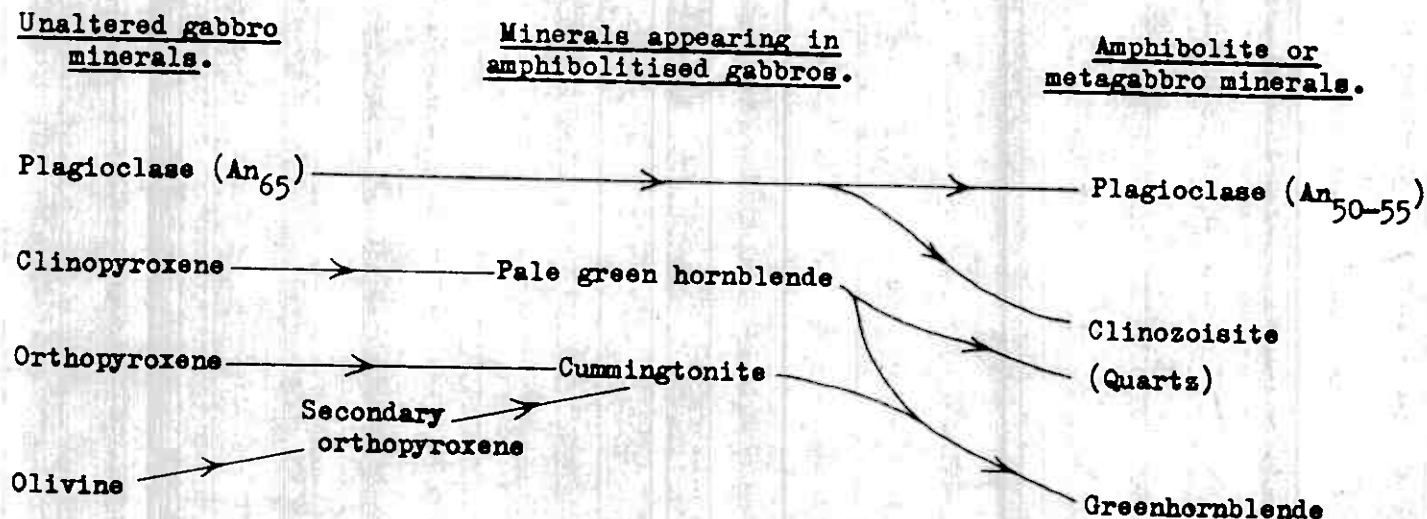 Unaltered gabbro
minerals.
Minerals appearing in
amphibolitised gabbros.
Amphibolite or
metagabbro minerals.
Plagioclase (An65)
Plagioclase (An50-55)
Clinopyroxene
Pale green hornblende
Clinozoisite
Orthopyroxene
Cummingtonite
(Quartz)
Secondary
orthopyroxene
Olivine
Greenhornblende